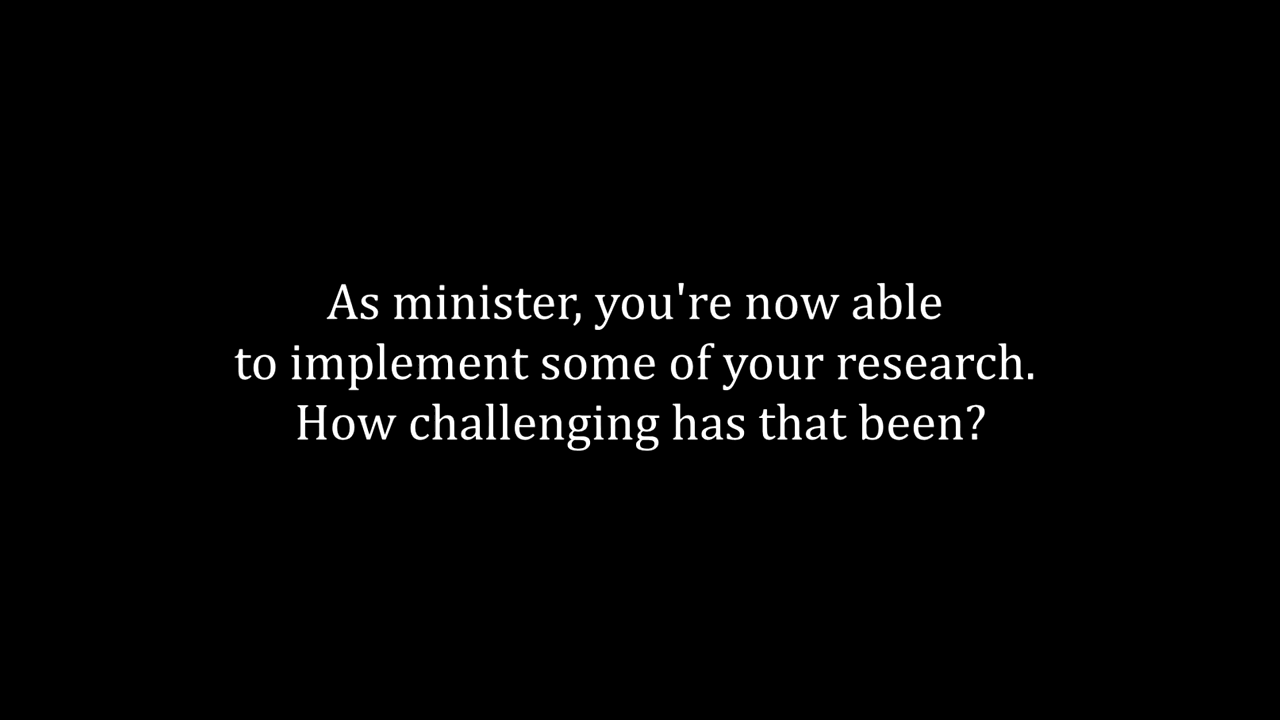 As minister, you're now able
to implement some of your research.
How challenging has that been?